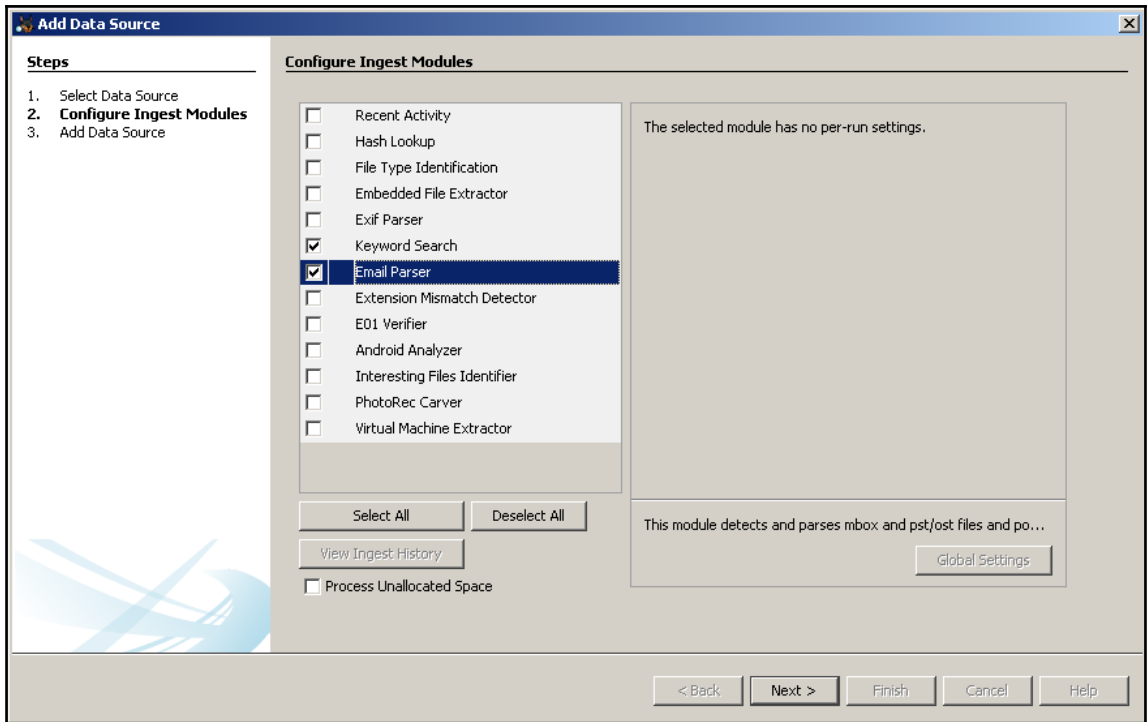 Add Data Source
Steps
1. Select Data Source
2. Configure Ingest Modules
3. Add Data Source
Configure Ingest Modules
Recent Activity
Hash Lookup
File Type Identification
Embedded File Extractor
Exif Parser
Keyword Search
Email Parser
Extension Mismatch Detector
E01 Verifier
Android Analyzer
Interesting Files Identifier
PhotoRec Carver
Virtual Machine Extractor
Select All
Deselect All
View Ingest History
Process Unallocated Space
The selected module has no per-run settings.
This module detects and parses mbox and pst/ost files and po...
Global Settings
< Back
Next >
Finish
Cancel
Help